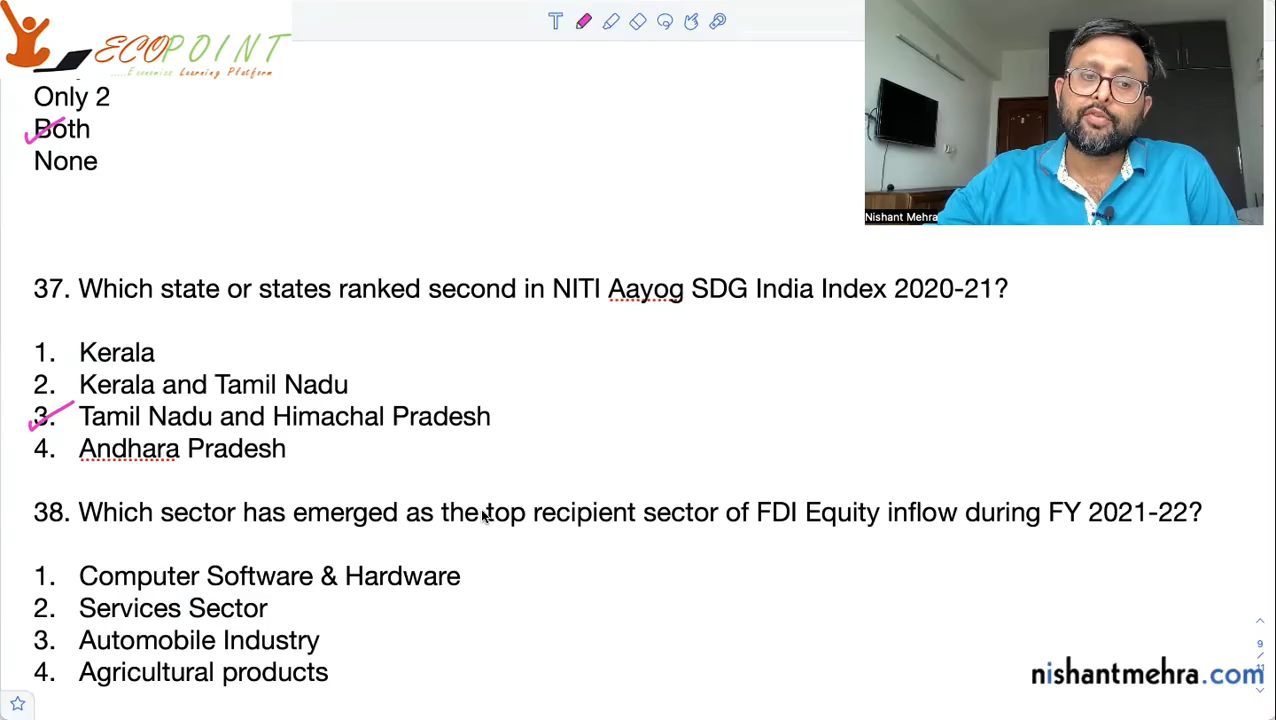 ECOPOINT
.....Economics Learning Platform
T
Only 2
Both
None
Nishant Mehra
37. Which state or states ranked second in NITI Aayog SDG India Index 2020-21?
1. Kerala
2. Kerala and Tamil Nadu
3. Tamil Nadu and Himachal Pradesh
4. Andhara Pradesh
38. Which sector has emerged as the top recipient sector of FDI Equity inflow during FY 2021-22?
1. Computer Software & Hardware
2. Services Sector
3. Automobile Industry
4. Agricultural products
9
/
11
nishantmehra.com